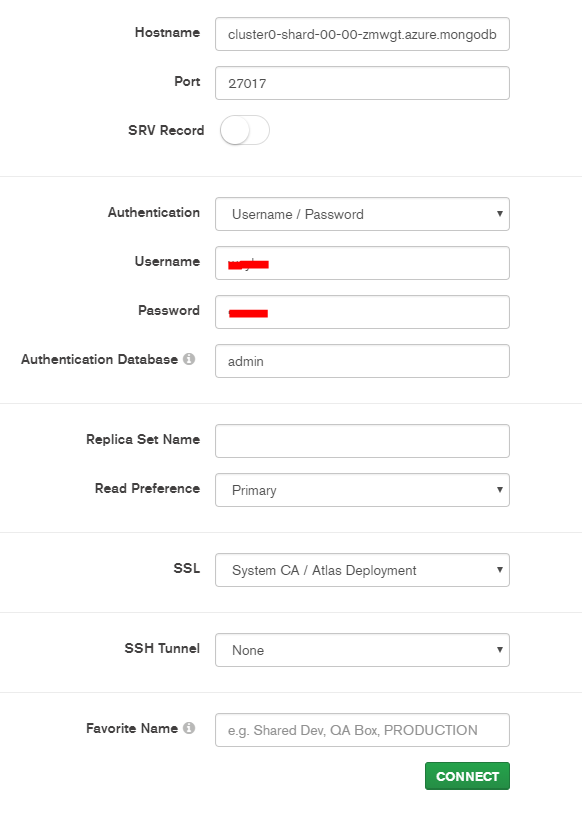 Hostname cluster0-shard-00-00-zmwgt.azure.mongodb
Port 27017
SRV Record
Authentication Username / Password
Username
Password
Authentication Database admin
Replica Set Name
Read Preference Primary
SSL System CA / Atlas Deployment
SSH Tunnel None
Favorite Name e.g. Shared Dev, QA Box, PRODUCTION
CONNECT